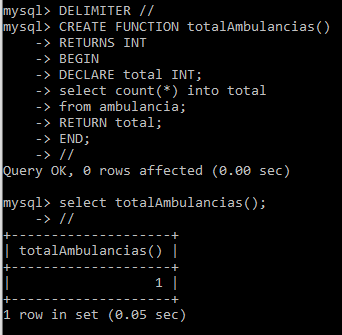 mysql> DELIMITER //
mysql> CREATE FUNCTION totalAmbulancias()
    -> RETURNS INT
    -> BEGIN
    -> DECLARE total INT;
    -> select count(*) into total
    -> from ambulancia;
    -> RETURN total;
    -> END;
    -> //
Query OK, 0 rows affected (0.00 sec)

mysql> select totalAmbulancias();
    -> //
+--------------------+
| totalAmbulancias() |
+--------------------+
|                  1 |
+--------------------+
1 row in set (0.05 sec)